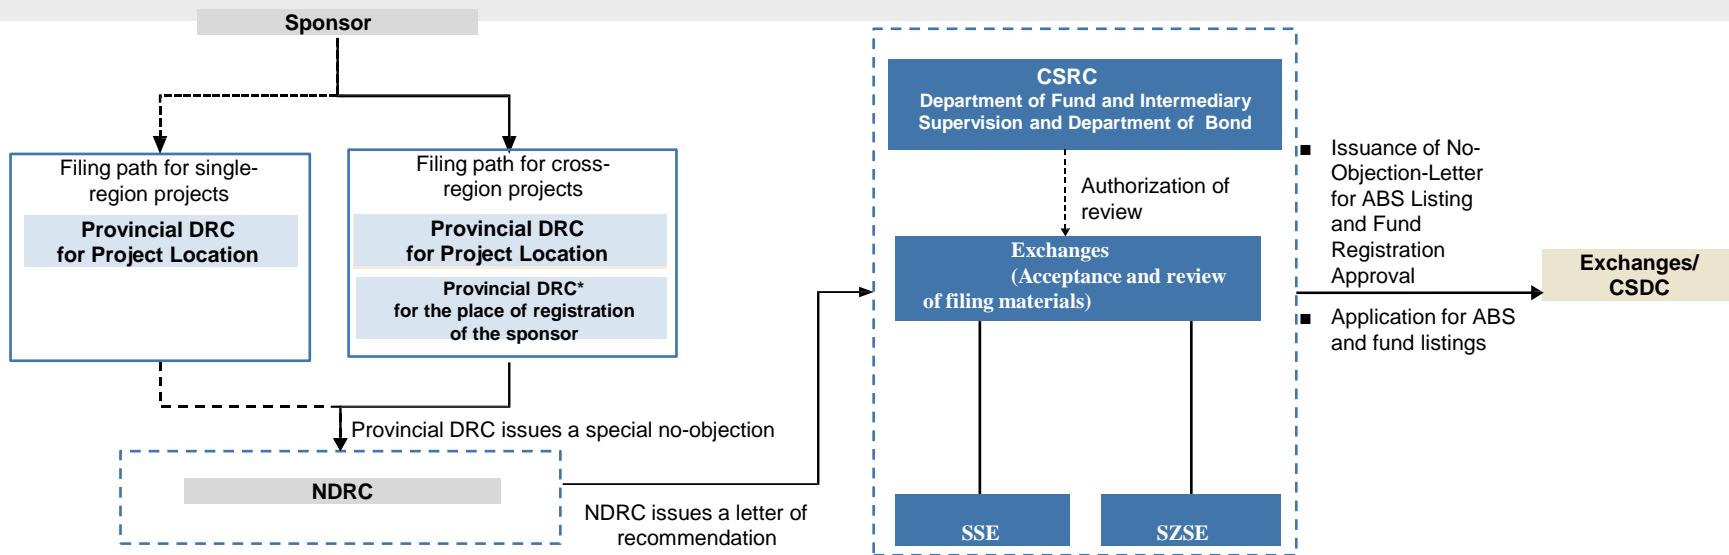 Sponsor
Filing path for single-
region projects
Provincial DRC
for Project Location
Filing path for cross-
region projects
Provincial DRC
for Project Location
Provincial DRC*
for the place of registration
of the sponsor
Provincial DRC issues a special no-objection
NDRC
NDRC issues a letter of
recommendation
CSRC
Department of Fund and Intermediary
Supervision and Department of Bond
Authorization of
review
Exchanges
(Acceptance and review
of filing materials)
SSE
SZSE
■ Issuance of No-
Objection-Letter
for ABS Listing
and Fund
Registration
Approval
■ Application for ABS
and fund listings
Exchanges/
CSDC